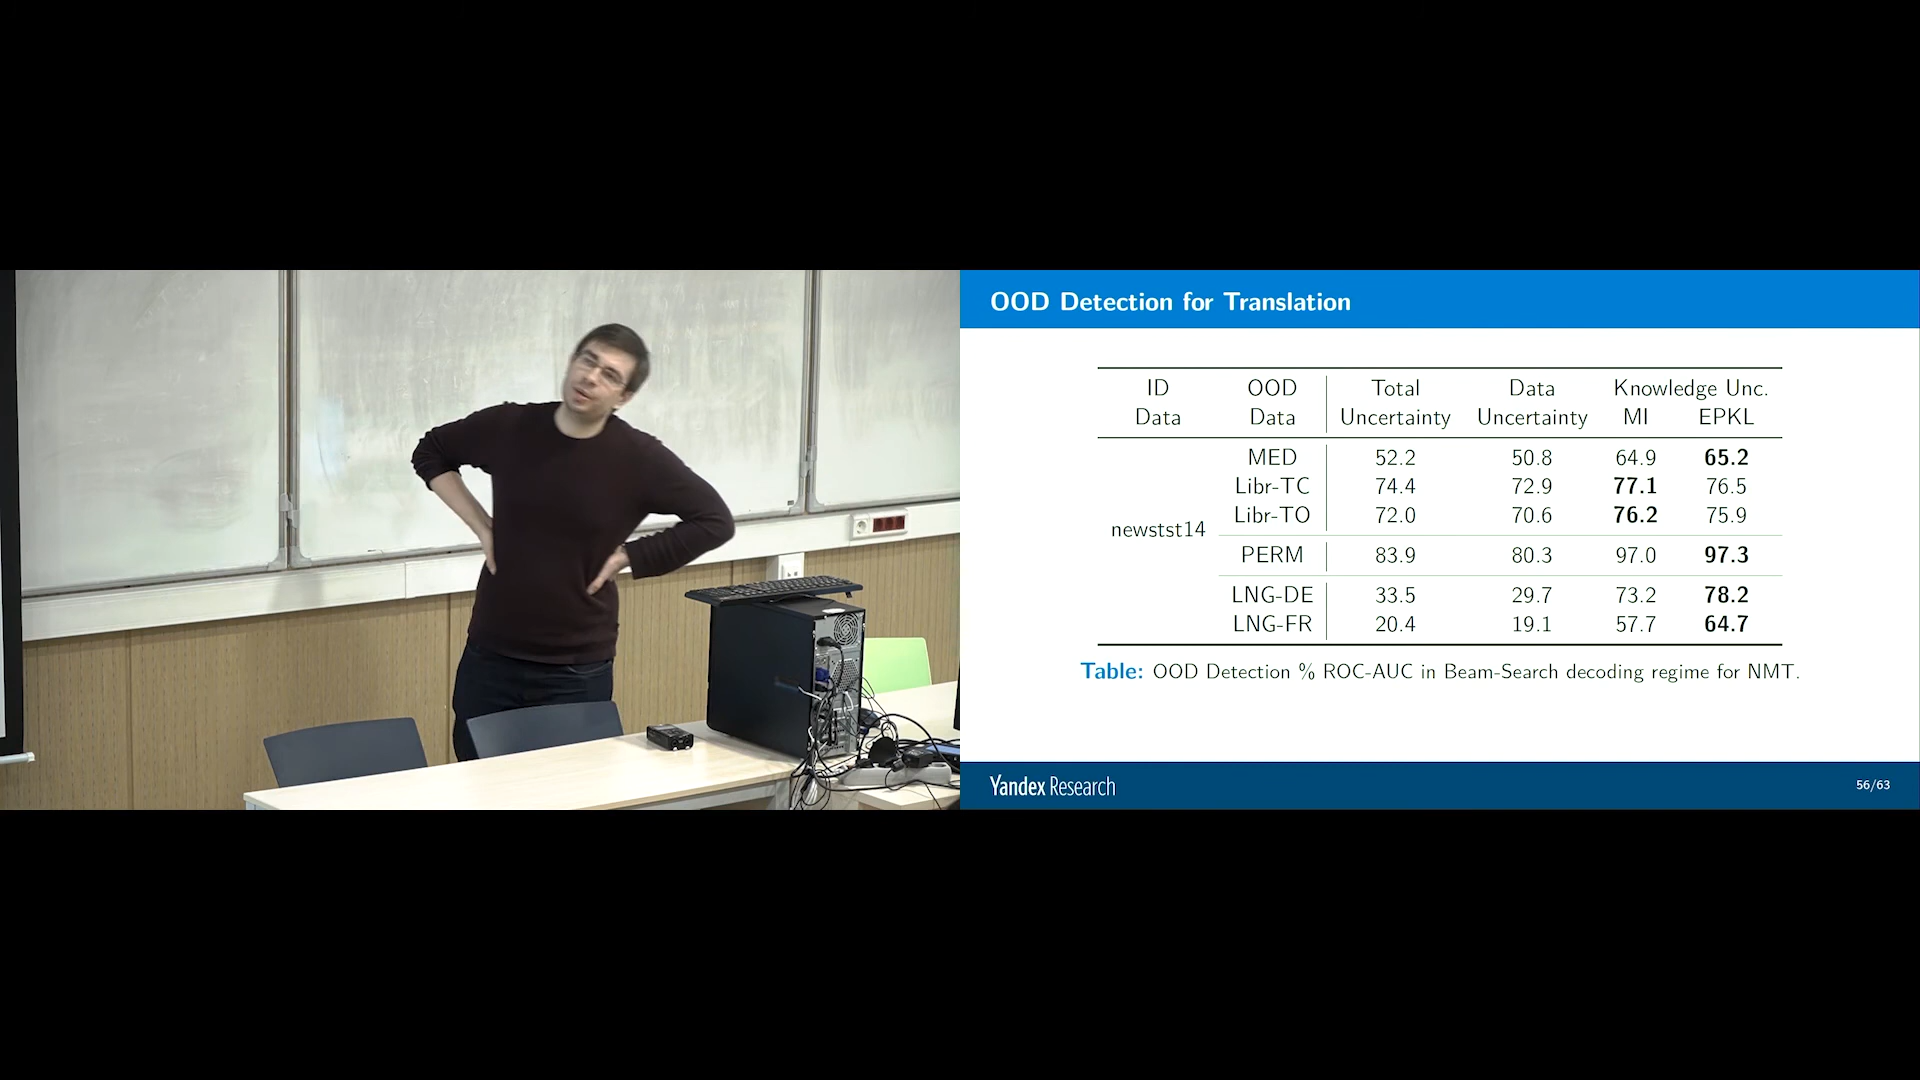 OOD Detection for Translation
ID OOD Total Data Knowledge Unc.
Data Data Uncertainty Uncertainty MI EPKL
MED 52.2 50.8 64.9 65.2
Libr-TC 74.4 72.9 77.1 76.5
Libr-TO 72.0 70.6 76.2 75.9
newstst14
PERM 83.9 80.3 97.0 97.3
LNG-DE 33.5 29.7 73.2 78.2
LNG-FR 20.4 19.1 57.7 64.7
Table: OOD Detection % ROC-AUC in Beam-Search decoding regime for NMT.
Yandex Research
56/63